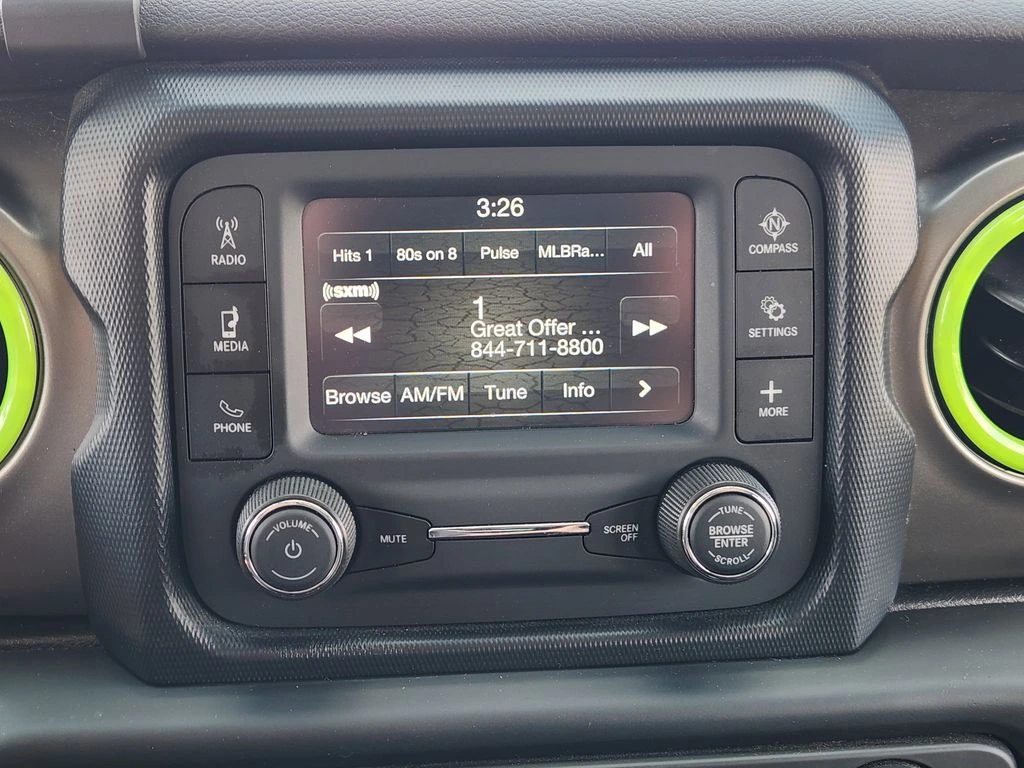 3:26
Hits 1 80s on 8 Pulse MLBRa... All
((sxm))
1
Great Offer ...
844-711-8800
Browse AM/FM Tune Info >
RADIO
MEDIA
PHONE
N
COMPASS
SETTINGS
+
MORE
VOLUME
MUTE
SCREEN
OFF
TUNE
BROWSE
ENTER
SCROLL